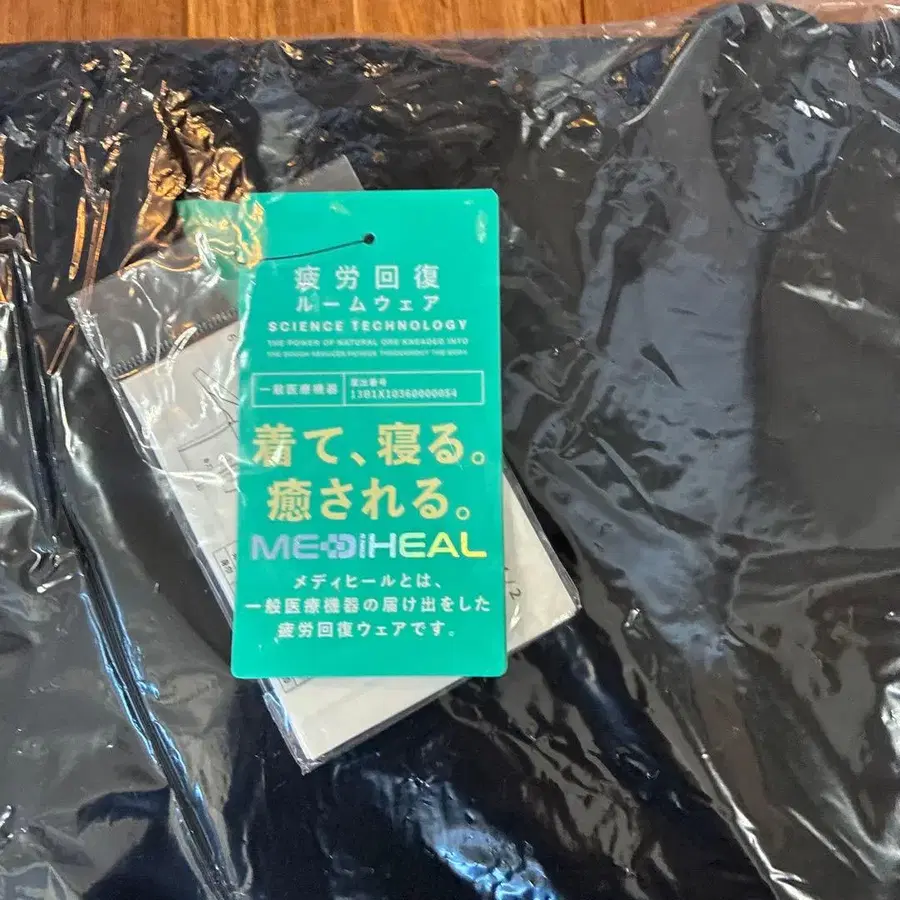 疲労回復
ルームウェア
SCIENCE TECHNOLOGY
THE POWER OF NATURAL ORE KNEADED INTO
THE DOUGH REDUCES FATIGUE THROUGHOUT THE BODY
一般医療機器
届出番号
13B1X10360000054
着て、寝る。
癒される。
MEDiHEAL
メディヒールとは、
一般医療機器の届け出をした
疲労回復ウェアです。